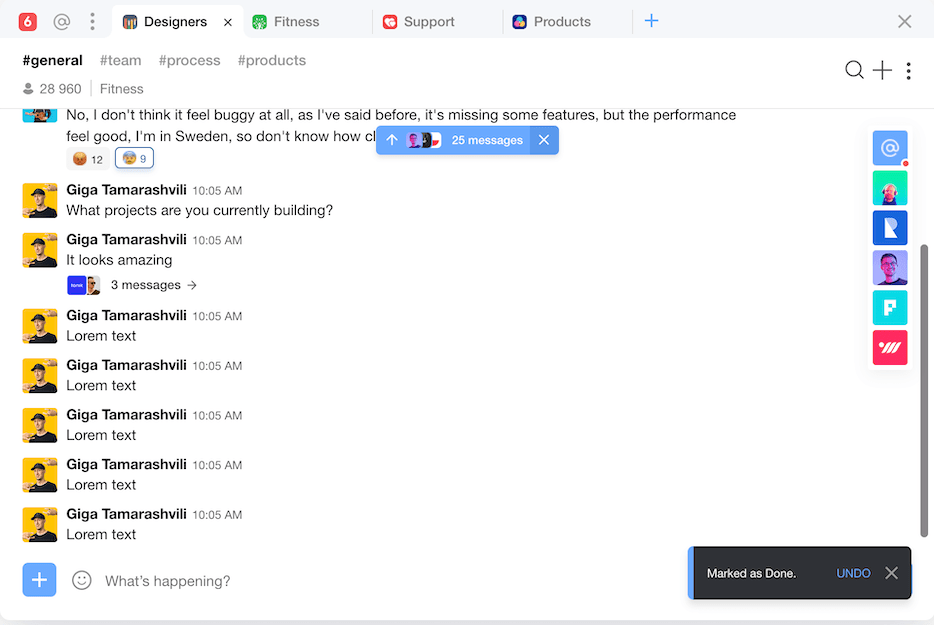 6 @ Designers Fitness Support Products
#general #team #process #products
28 960 Fitness
No, I don't think it feel buggy at all, as I've said before, it's missing some features, but the performance
feel good, I'm in Sweden, so don't know how cl
25 messages
12 9
@
Giga Tamarashvili 10:05 AM
What projects are you currently building?
Giga Tamarashvili 10:05 AM
It looks amazing
3 messages
Giga Tamarashvili 10:05 AM
Lorem text
Giga Tamarashvili 10:05 AM
Lorem text
Giga Tamarashvili 10:05 AM
Lorem text
Giga Tamarashvili 10:05 AM
Lorem text
Giga Tamarashvili 10:05 AM
Lorem text
What's happening?
Marked as Done. UNDO